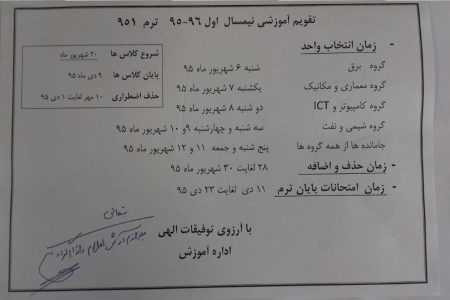 تقویم آموزشی نیمسال اول ۹۶-۹۵ ترم ۹۵۱
- زمان انتخاب واحد
گروه برق شنبه ۶ شهریور ماه ۹۵
گروه معماری و مکانیک یکشنبه ۷ شهریور ماه ۹۵
گروه کامپیوتر و ICT دو شنبه ۸ شهریور ماه ۹۵
گروه شیمی و نفت سه شنبه و چهارشنبه ۹و ۱۰ شهریور ماه ۹۵
جامانده ها از همه گروه ها پنج شنبه و جمعه ۱۱ و ۱۲ شهریور ماه ۹۵
- زمان حذف و اضافه ۲۸ لغایت ۳۰ شهریور ماه ۹۵
- زمان امتحانات پایان ترم ۱۱ دی لغایت ۲۳ دی ۹۵
شروع کلاس ها ۲۰ شهریور ماه
پایان کلاس ها ۹ دی ماه ۹۵
حذف اضطراری ۱۰ مهر لغایت ۱ دی ۹۵
با آرزوی توفیقات الهی
اداره آموزش